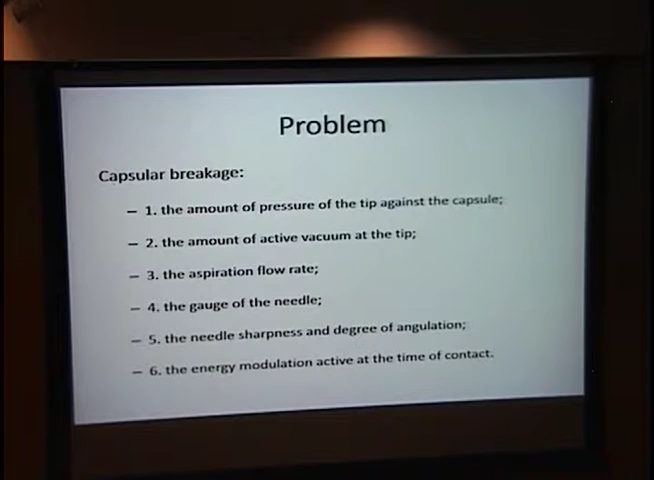 Problem
Capsular breakage:
– 1. the amount of pressure of the tip against the capsule;
– 2. the amount of active vacuum at the tip;
– 3. the aspiration flow rate;
– 4. the gauge of the needle;
– 5. the needle sharpness and degree of angulation;
– 6. the energy modulation active at the time of contact.